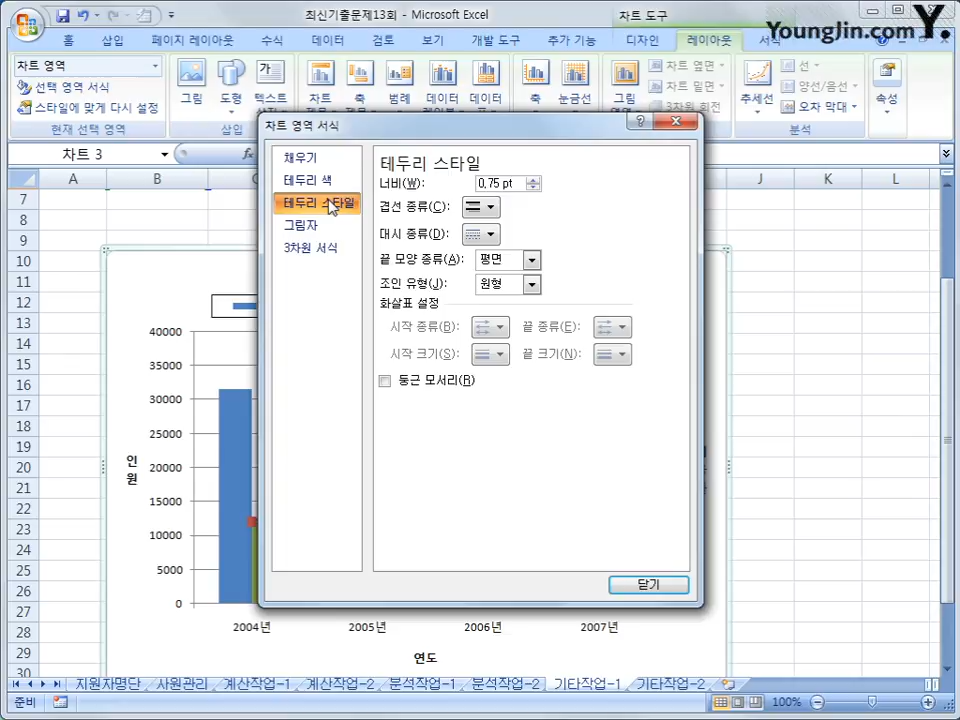 최신기출문제13회 - Microsoft Excel
차트 도구
Youngjin.com Y.
홈 삽입 페이지 레이아웃 수식 데이터 검토 보기 개발 도구 추가 기능 디자인 레이아웃 서식
차트 영역
선택 영역 서식
스타일에 맞게 다시 설정
현재 선택 영역
그림 도형 텍스트
삽입
차트 축 범례 데이터 데이터
축 눈금선
그림
차트 옆면
차트 밑면
3차원 회전
추세선
선
양선/음선
오차 막대
분석
속성
차트 3
fx
A B C J K L
7
8
9
10
11
12
13
14
15
16
17
18
19
20
21
22
23
24
25
26
27
28
29
30
40000
35000
30000
25000
20000
15000
10000
5000
0
인원
2004년 2005년 2006년 2007년
연도
차트 영역 서식
채우기
테두리 색
테두리 스타일
그림자
3차원 서식
테두리 스타일
너비(W): 0.75 pt
겹선 종류(C):
대시 종류(D):
끝 모양 종류(A): 평면
조인 유형(J): 원형
화살표 설정
시작 종류(B): 끝 종류(E):
시작 크기(S): 끝 크기(N):
둥근 모서리(R)
닫기
지원자명단 사원관리 계산작업-1 계산작업-2 분석작업-1 분석작업-2 기타작업-1 기타작업-2
준비 100%